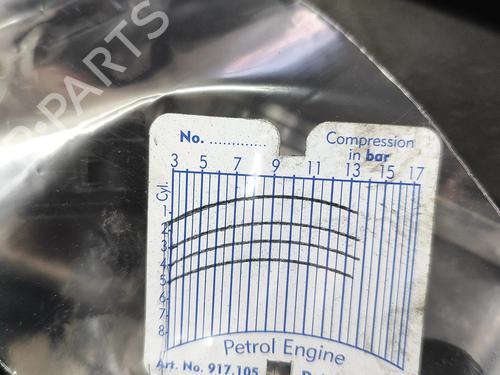 B-PARTS
No. ..............
Compression
in bar
3 5 7 9 11 13 15 17
Cyl.
1
2
3
4
5
6
7
8
Petrol Engine
Art. No. 917.105